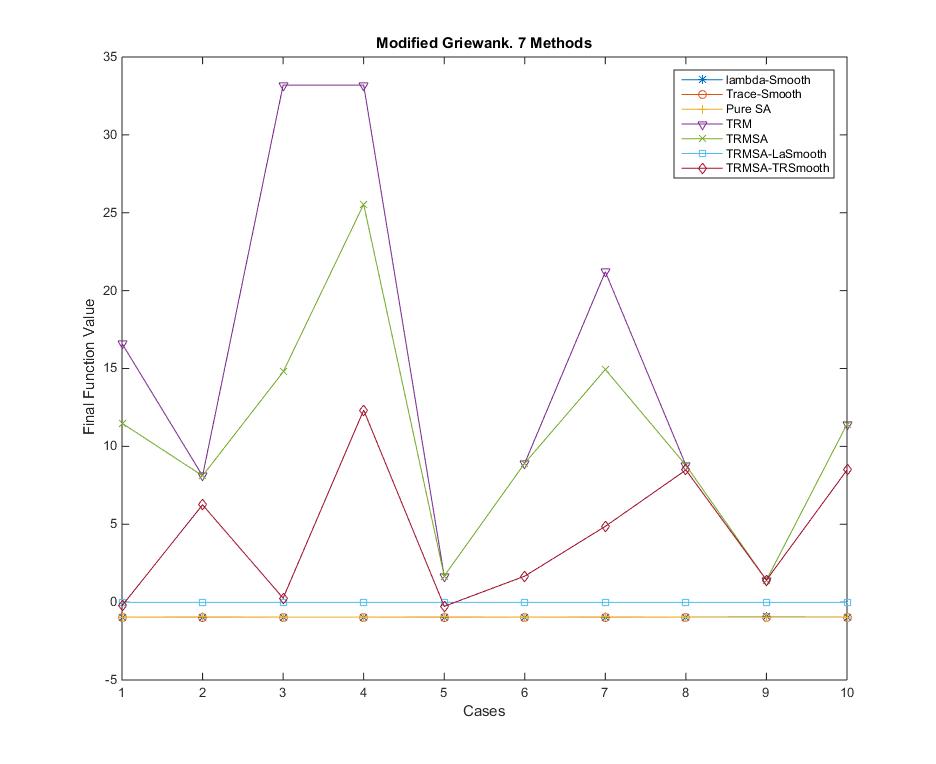 Modified Griewank. 7 Methods
35
30
25
20
15
10
5
0
-5
Final Function Value
lambda-Smooth
Trace-Smooth
Pure SA
TRM
TRMSA
TRMSA-LaSmooth
TRMSA-TRSmooth
1 2 3 4 5 6 7 8 9 10
Cases